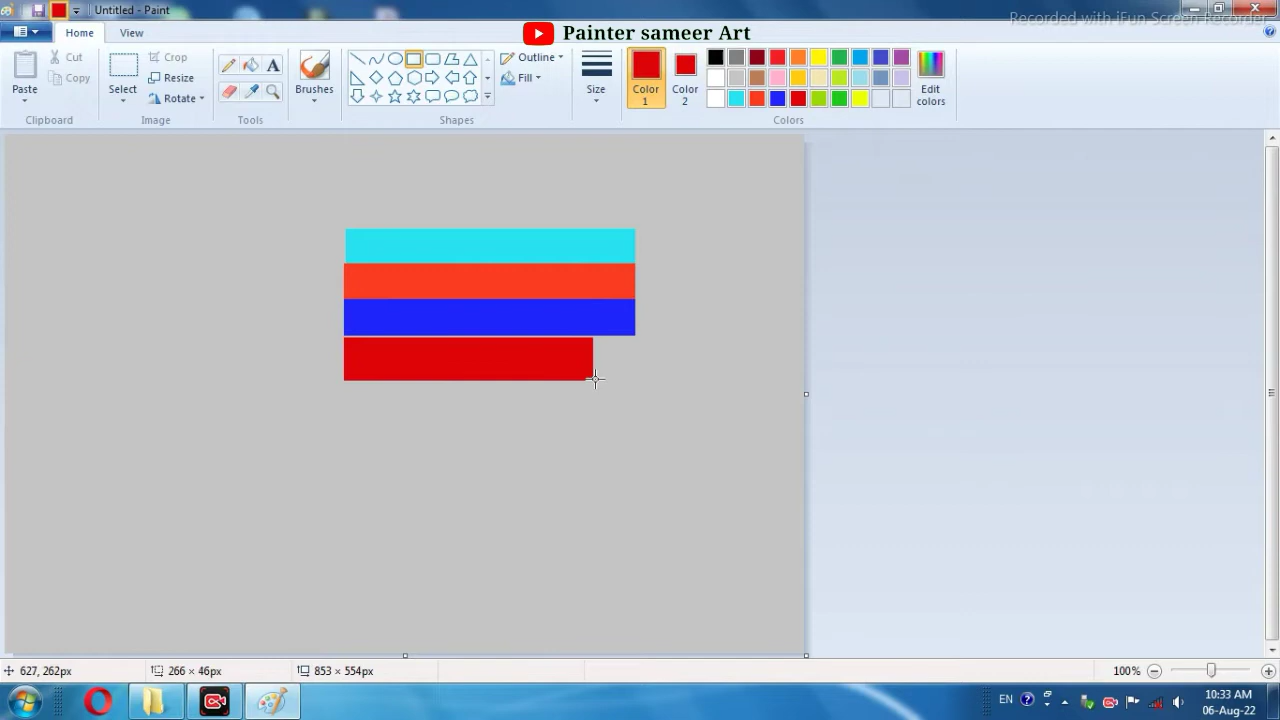 Untitled - Paint
Recorded with iFun Screen Recorder
Painter sameer Art
Home
View
Paste
Cut
Copy
Clipboard
Select
Crop
Resize
Rotate
Image
Tools
Brushes
Outline
Fill
Shapes
Size
Color 1
Color 2
Edit colors
Colors
627, 262px
266 × 46px
853 × 554px
100%
EN
10:33 AM
06-Aug-22